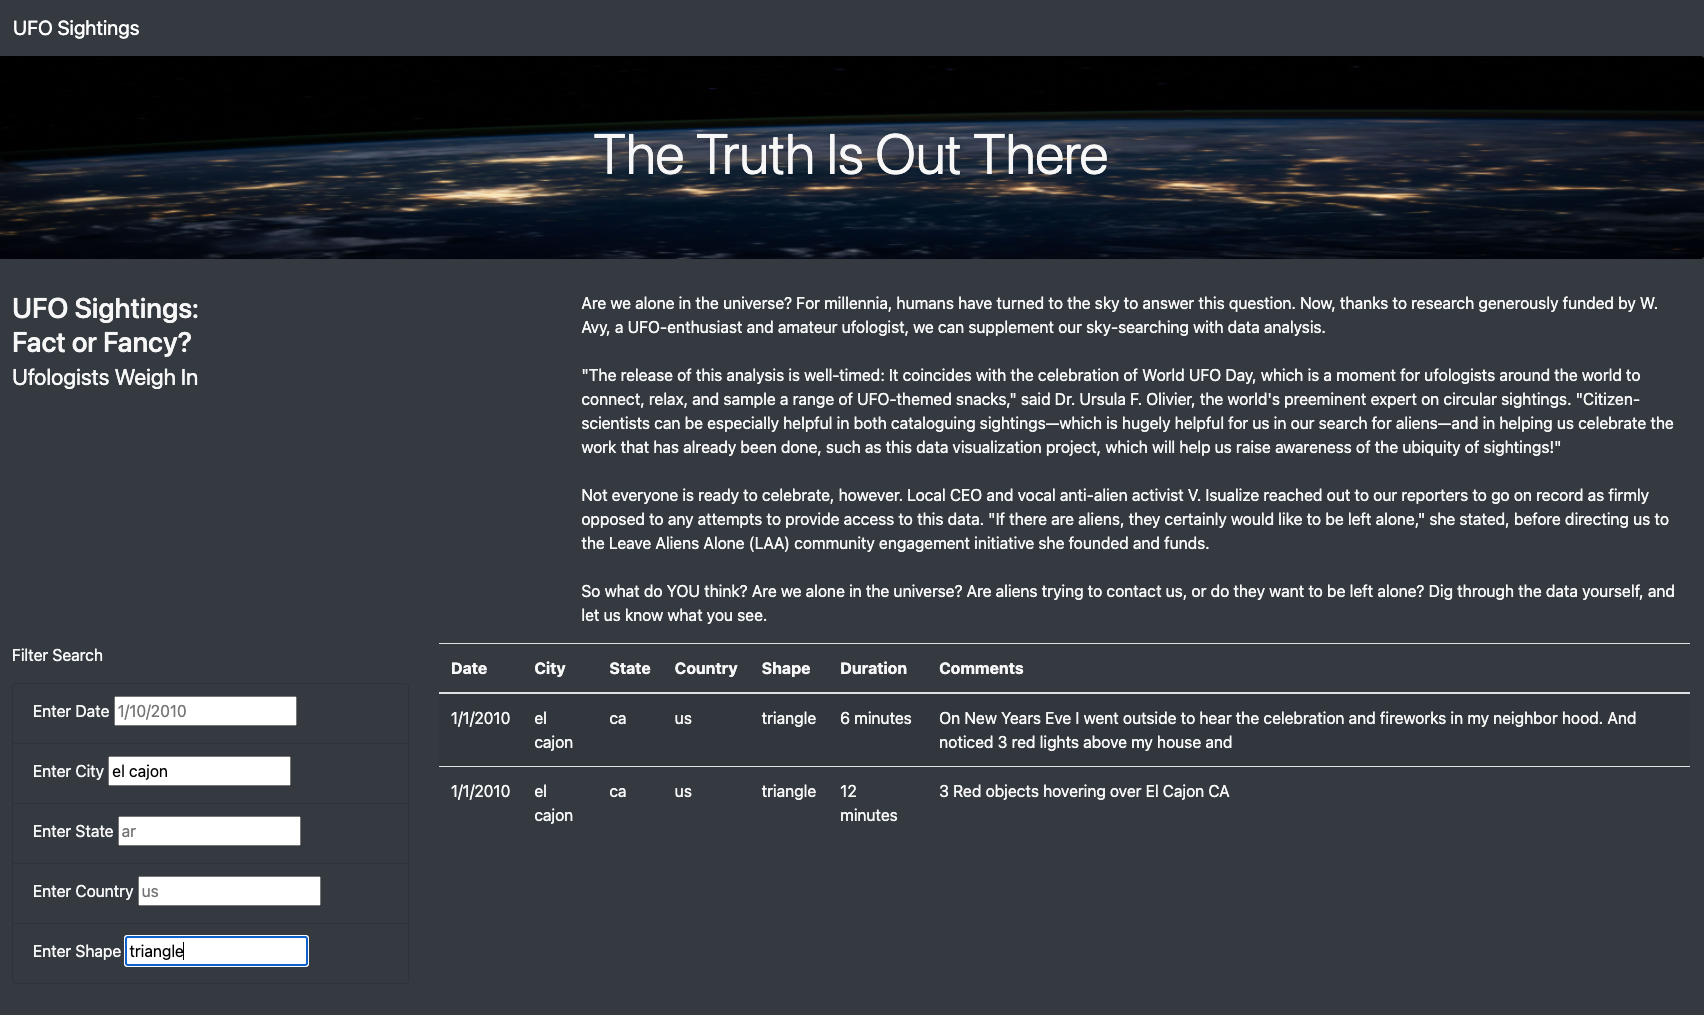 UFO Sightings
The Truth Is Out There
UFO Sightings:
Fact or Fancy?
Ufologists Weigh In
Are we alone in the universe? For millennia, humans have turned to the sky to answer this question. Now, thanks to research generously funded by W.
Avy, a UFO-enthusiast and amateur ufologist, we can supplement our sky-searching with data analysis.
"The release of this analysis is well-timed: It coincides with the celebration of World UFO Day, which is a moment for ufologists around the world to
connect, relax, and sample a range of UFO-themed snacks," said Dr. Ursula F. Olivier, the world's preeminent expert on circular sightings. "Citizen-
scientists can be especially helpful in both cataloguing sightings—which is hugely helpful for us in our search for aliens—and in helping us celebrate the
work that has already been done, such as this data visualization project, which will help us raise awareness of the ubiquity of sightings!"
Not everyone is ready to celebrate, however. Local CEO and vocal anti-alien activist V. Isualize reached out to our reporters to go on record as firmly
opposed to any attempts to provide access to this data. "If there are aliens, they certainly would like to be left alone," she stated, before directing us to
the Leave Aliens Alone (LAA) community engagement initiative she founded and funds.
So what do YOU think? Are we alone in the universe? Are aliens trying to contact us, or do they want to be left alone? Dig through the data yourself, and
let us know what you see.
Filter Search
Enter Date 1/10/2010
Enter City el cajon
Enter State ar
Enter Country us
Enter Shape triangle
Date City State Country Shape Duration Comments
1/1/2010 el ca us triangle 6 minutes On New Years Eve I went outside to hear the celebration and fireworks in my neighbor hood. And
cajon noticed 3 red lights above my house and
1/1/2010 el ca us triangle 12 3 Red objects hovering over El Cajon CA
cajon minutes